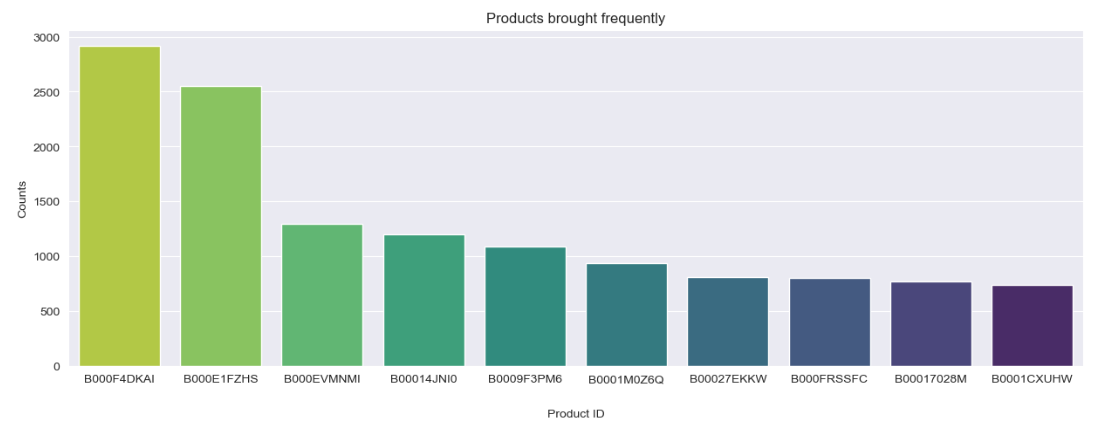 Products brought frequently
3000
2500
2000
1500
1000
500
0
Counts
B000F4DKAI B000E1FZHS B000EVMNMI B00014JNI0 B0009F3PM6 B0001M0Z6Q B00027EKKW B000FRSSFC B00017028M B0001CXUHW
Product ID